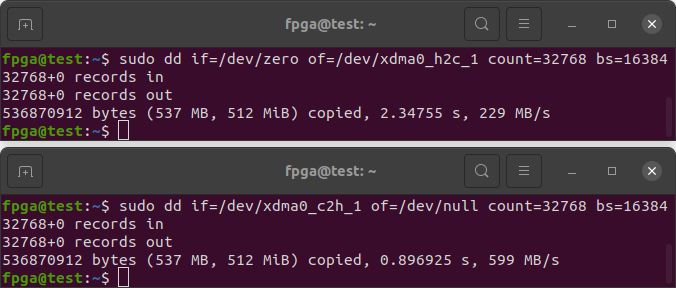 fpga@test: ~
fpga@test:~$ sudo dd if=/dev/zero of=/dev/xdma0_h2c_1 count=32768 bs=16384
32768+0 records in
32768+0 records out
536870912 bytes (537 MB, 512 MiB) copied, 2.34755 s, 229 MB/s
fpga@test:~$
fpga@test: ~
fpga@test:~$ sudo dd if=/dev/xdma0_c2h_1 of=/dev/null count=32768 bs=16384
32768+0 records in
32768+0 records out
536870912 bytes (537 MB, 512 MiB) copied, 0.896925 s, 599 MB/s
fpga@test:~$